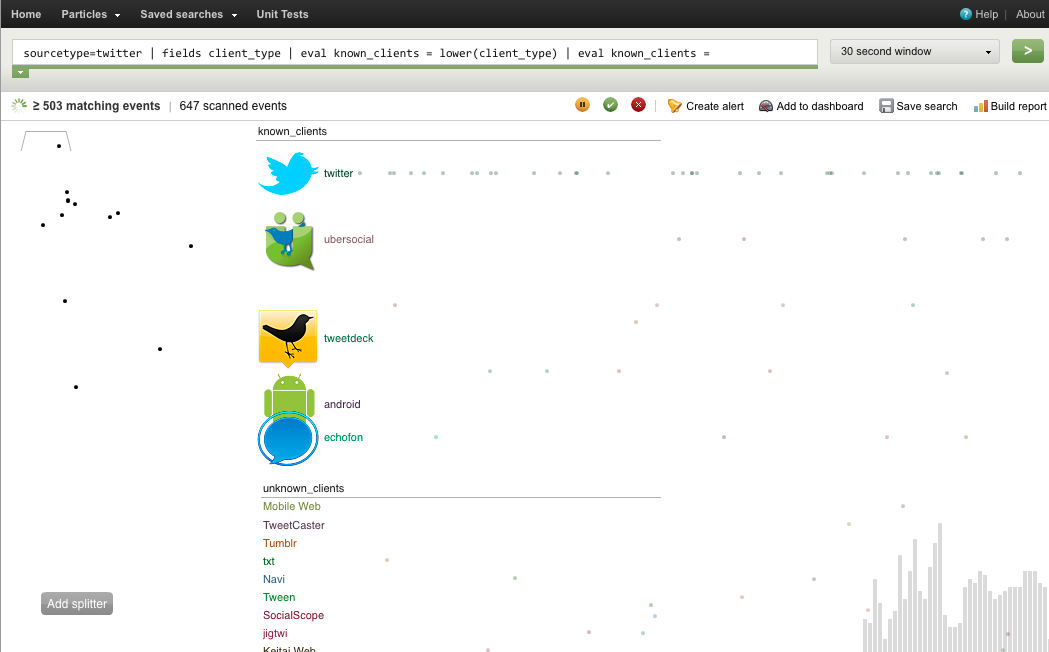 Home Particles Saved searches Unit Tests ? Help | About
sourcetype=twitter | fields client_type | eval known_clients = lower(client_type) | eval known_clients =
30 second window
>
≥ 503 matching events | 647 scanned events
Create alert Add to dashboard Save search Build report
known_clients
twitter
ubersocial
tweetdeck
android
echofon
unknown_clients
Mobile Web
TweetCaster
Tumblr
txt
Navi
Tween
Add splitter
SocialScope
jigtwi
Keitai Web